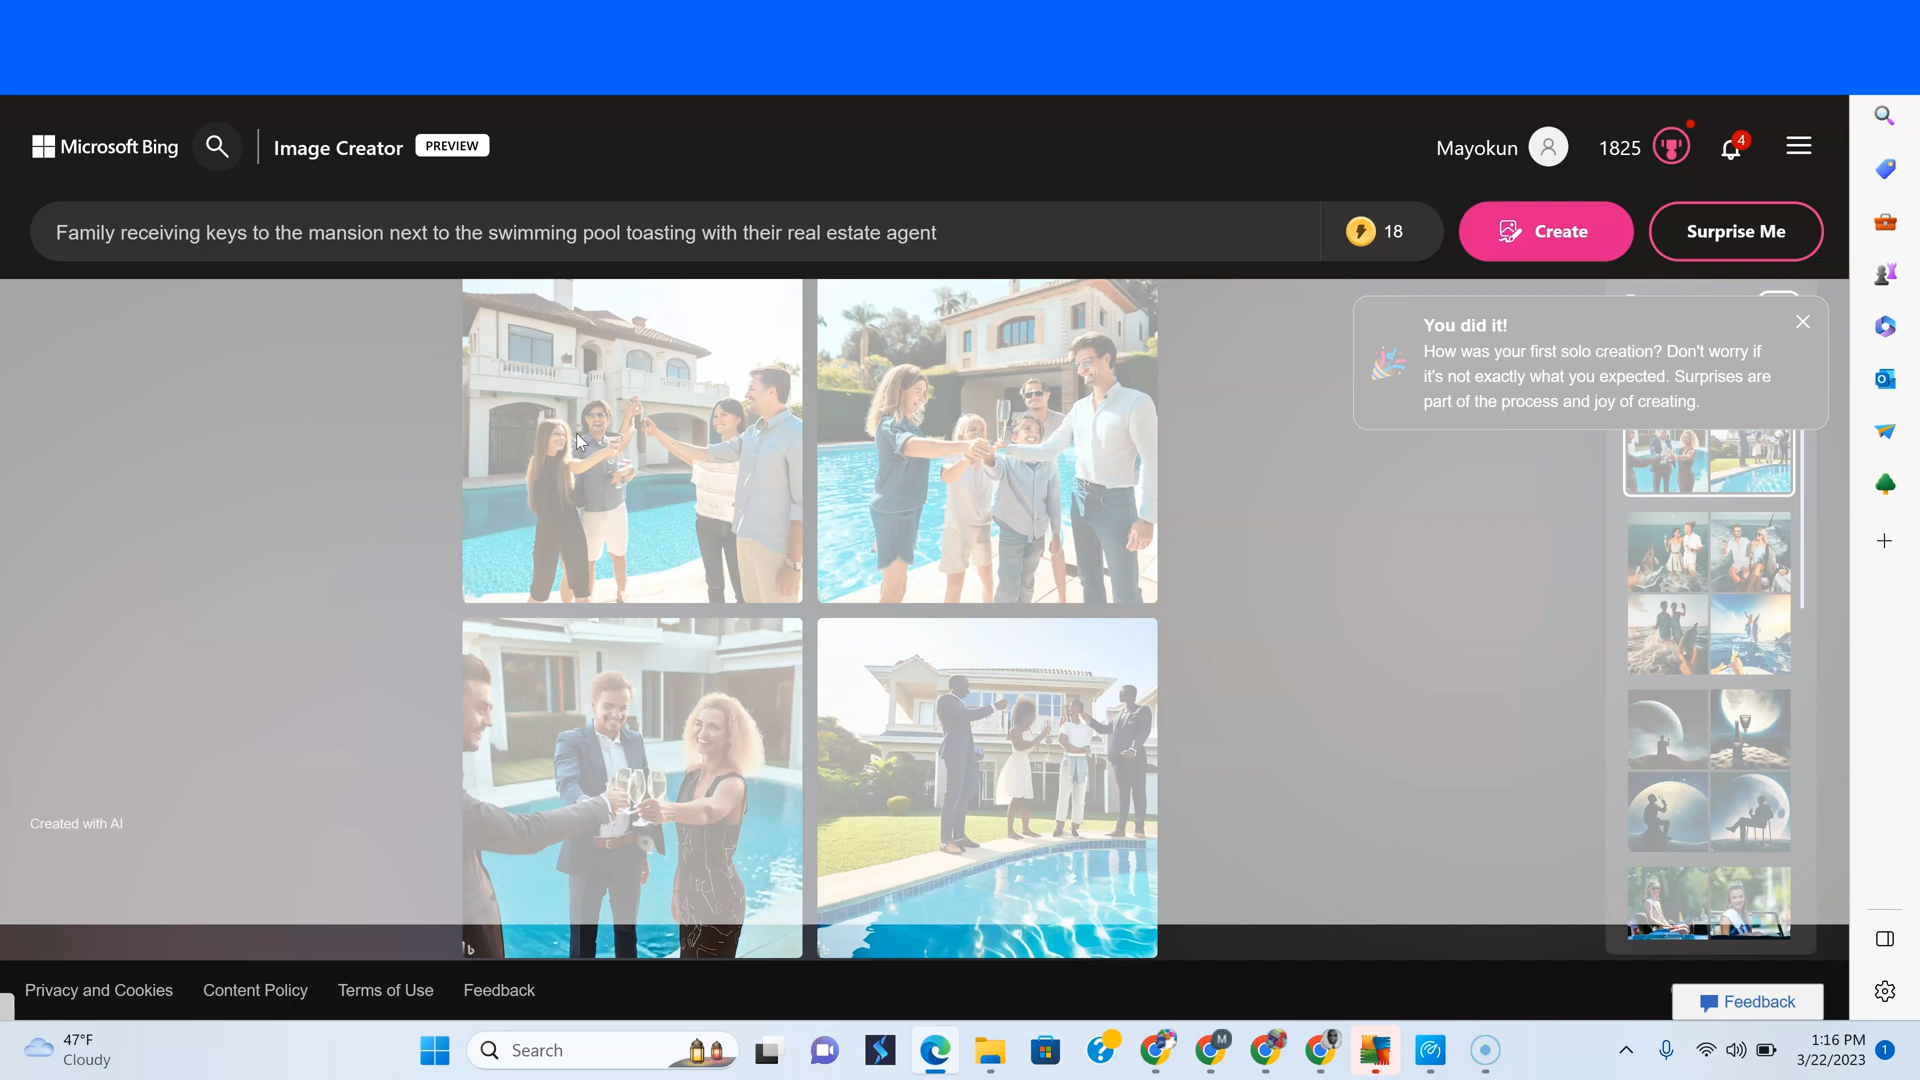 Microsoft Bing
Image Creator
PREVIEW
Mayokun
1825
4
Family receiving keys to the mansion next to the swimming pool toasting with their real estate agent
18
Create
Surprise Me
You did it!
How was your first solo creation? Don't worry if
it's not exactly what you expected. Surprises are
part of the process and joy of creating.
Created with AI
Privacy and Cookies
Content Policy
Terms of Use
Feedback
Feedback
47°F
Cloudy
Search
M
1:16 PM
3/22/2023
1